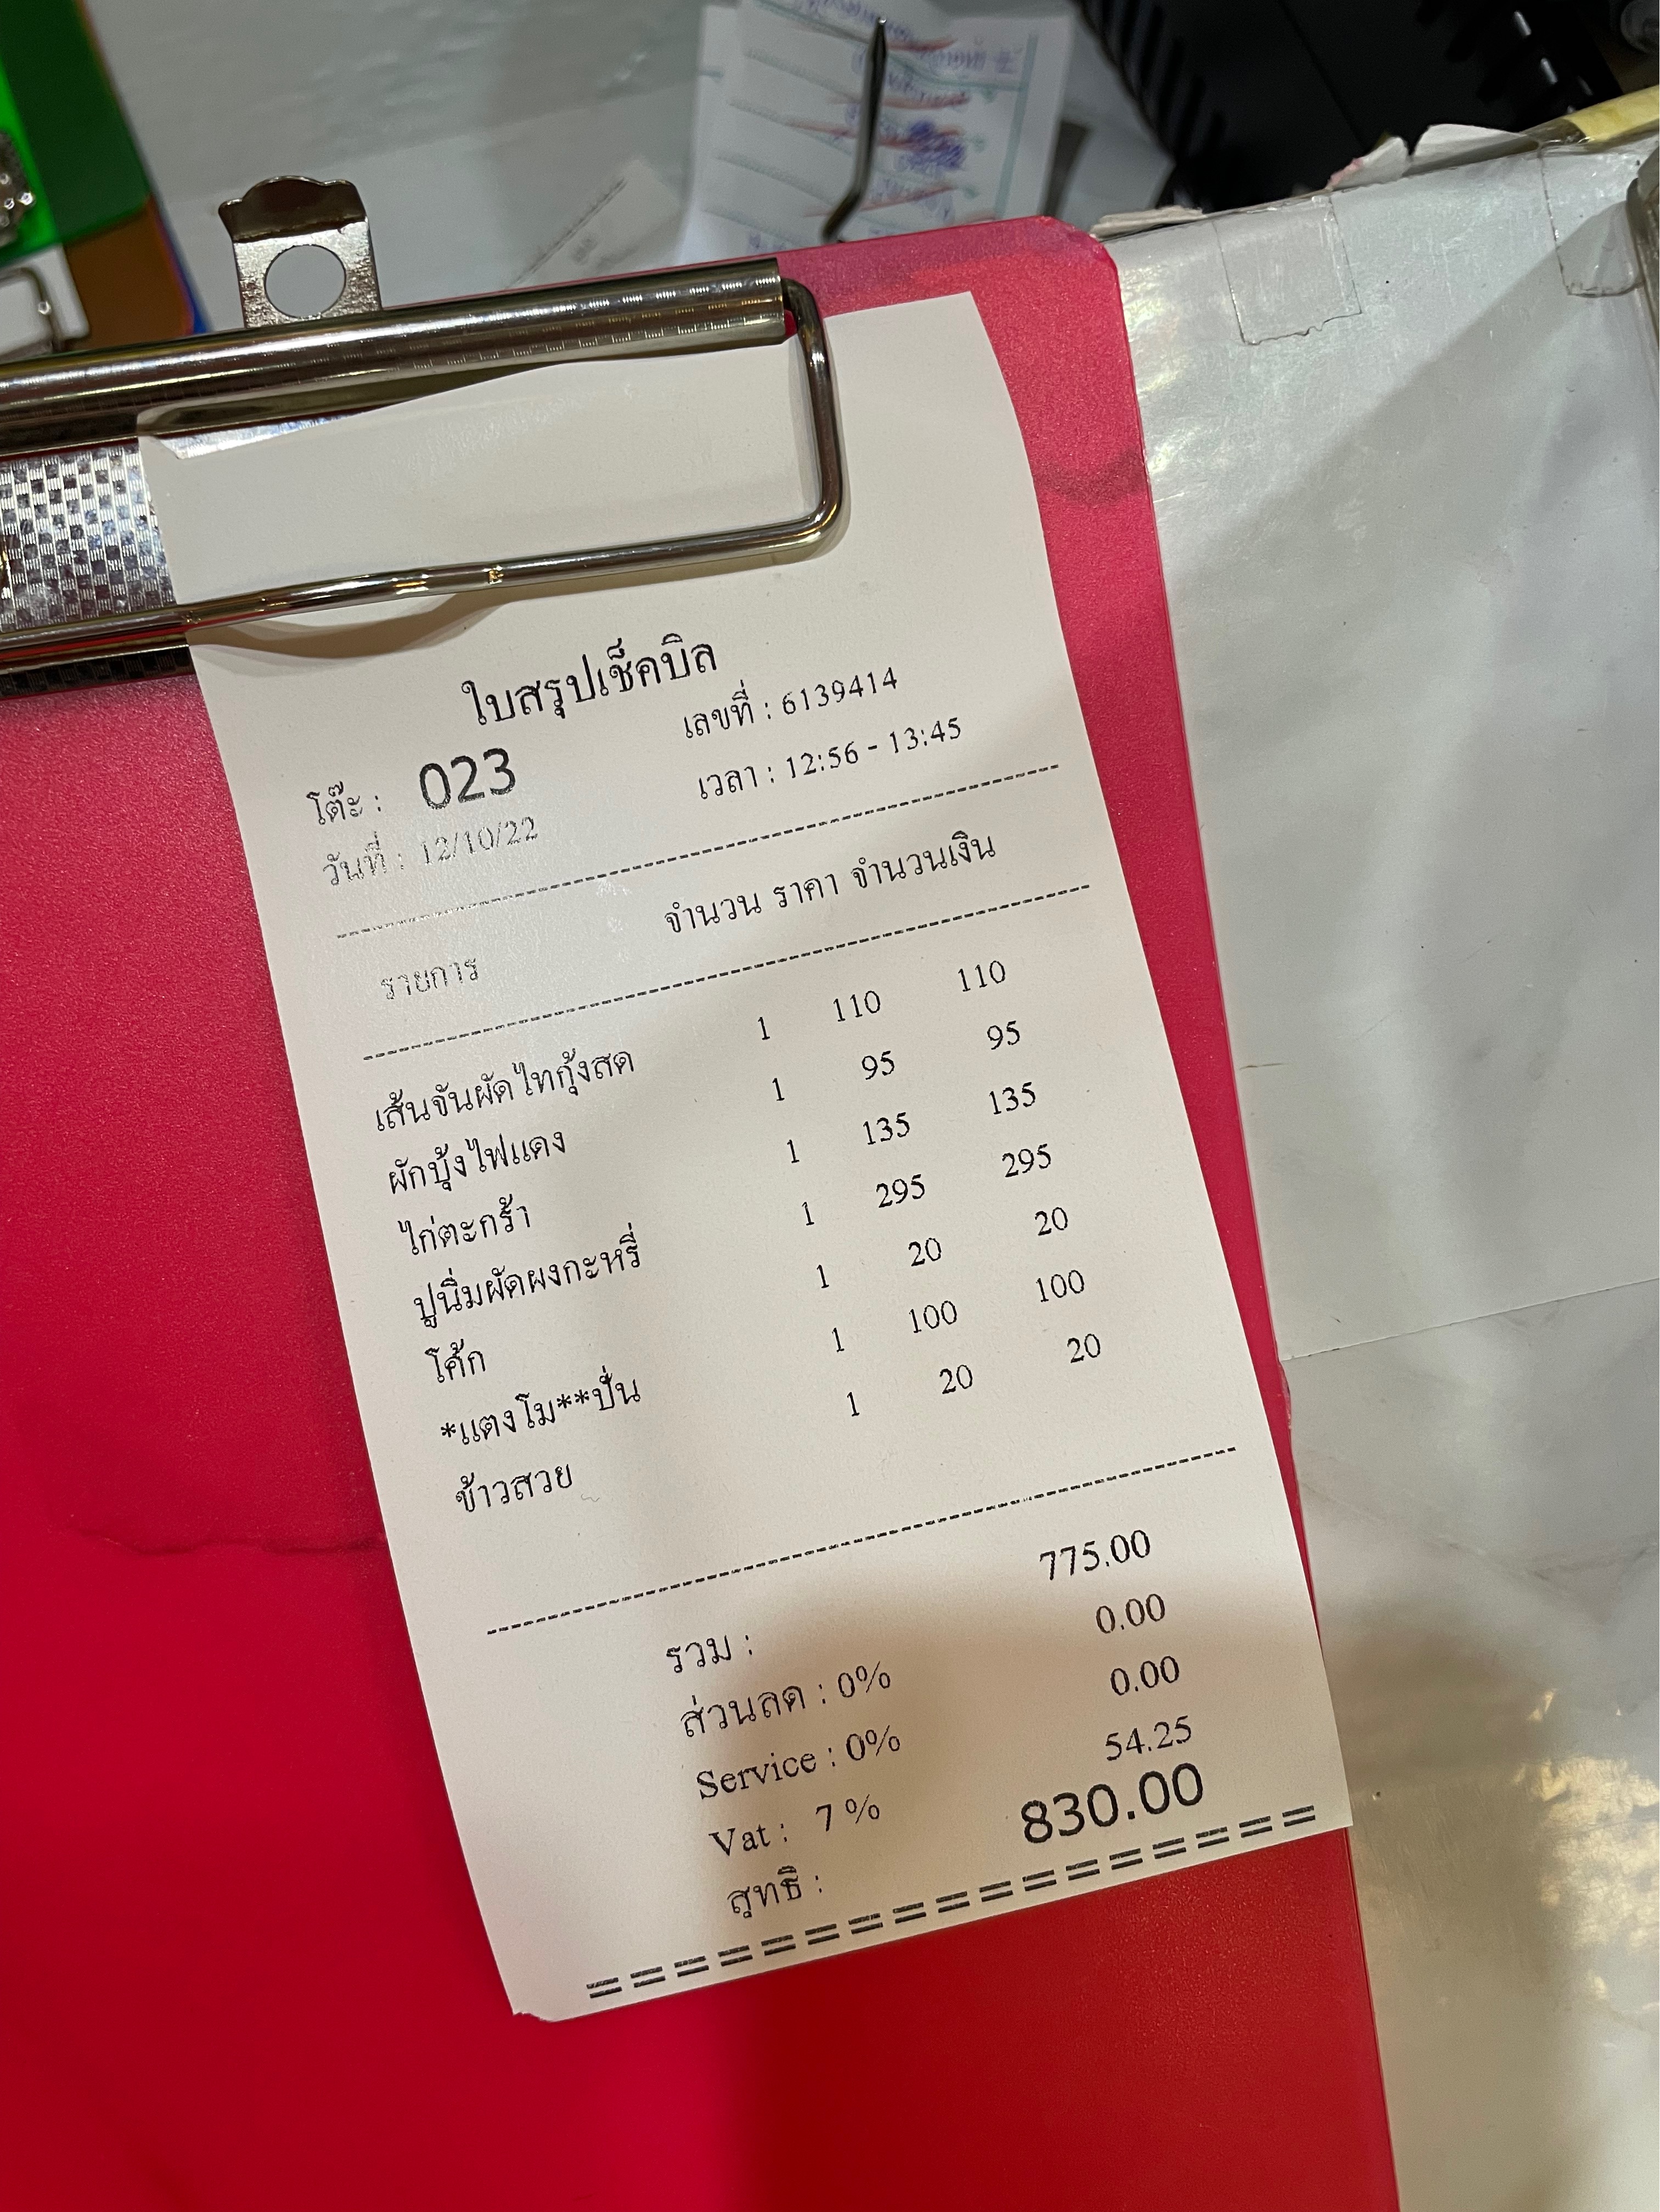 ใบสรุปเช็คบิล
เลขที่ : 6139414
โต๊ะ : 023
เวลา : 12:56 - 13:45
วันที่ : 12/10/22
รายการ จำนวน ราคา จำนวนเงิน
เส้นจันผัดไทกุ้งสด 1 110 110
ผักบุ้งไฟแดง 1 95 95
ไก่ตะกร้า 1 135 135
ปูนิ่มผัดผงกะหรี่ 1 295 295
โค้ก 1 20 20
*แตงโม**ปั่น 1 100 100
ข้าวสวย 1 20 20
รวม : 775.00
ส่วนลด : 0% 0.00
Service : 0% 0.00
Vat : 7 % 54.25
สุทธิ : 830.00